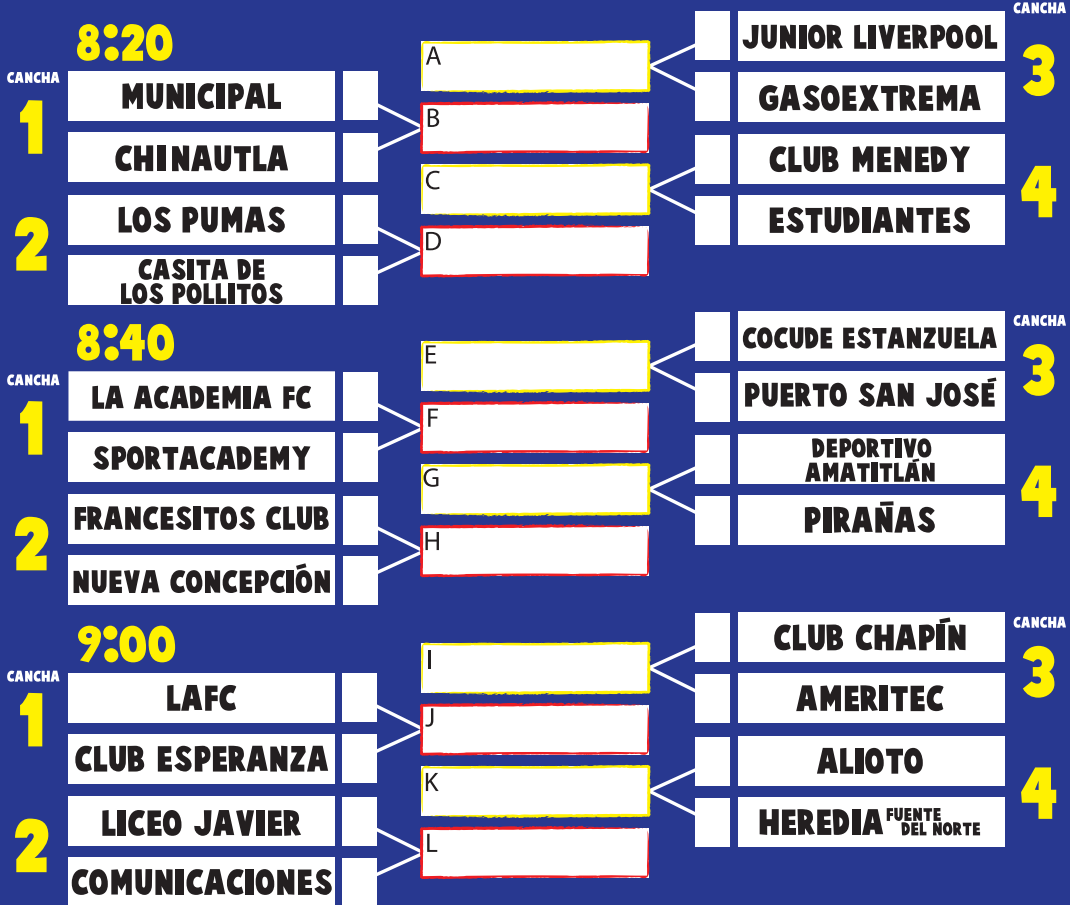 8:20
CANCHA
1
MUNICIPAL
CHINAUTLA
2
LOS PUMAS
CASITA DE
LOS POLLITOS
A
B
C
D
CANCHA
3
JUNIOR LIVERPOOL
GASOEXTREMA
4
CLUB MENEDY
ESTUDIANTES
8:40
CANCHA
1
LA ACADEMIA FC
SPORTACADEMY
2
FRANCESITOS CLUB
NUEVA CONCEPCIÓN
E
F
G
H
CANCHA
3
COCUDE ESTANZUELA
PUERTO SAN JOSÉ
4
DEPORTIVO
AMATITLÁN
PIRAÑAS
9:00
CANCHA
1
LAFC
CLUB ESPERANZA
2
LICEO JAVIER
COMUNICACIONES
I
J
K
L
CANCHA
3
CLUB CHAPÍN
AMERITEC
4
ALIOTO
HEREDIA FUENTE
DEL NORTE